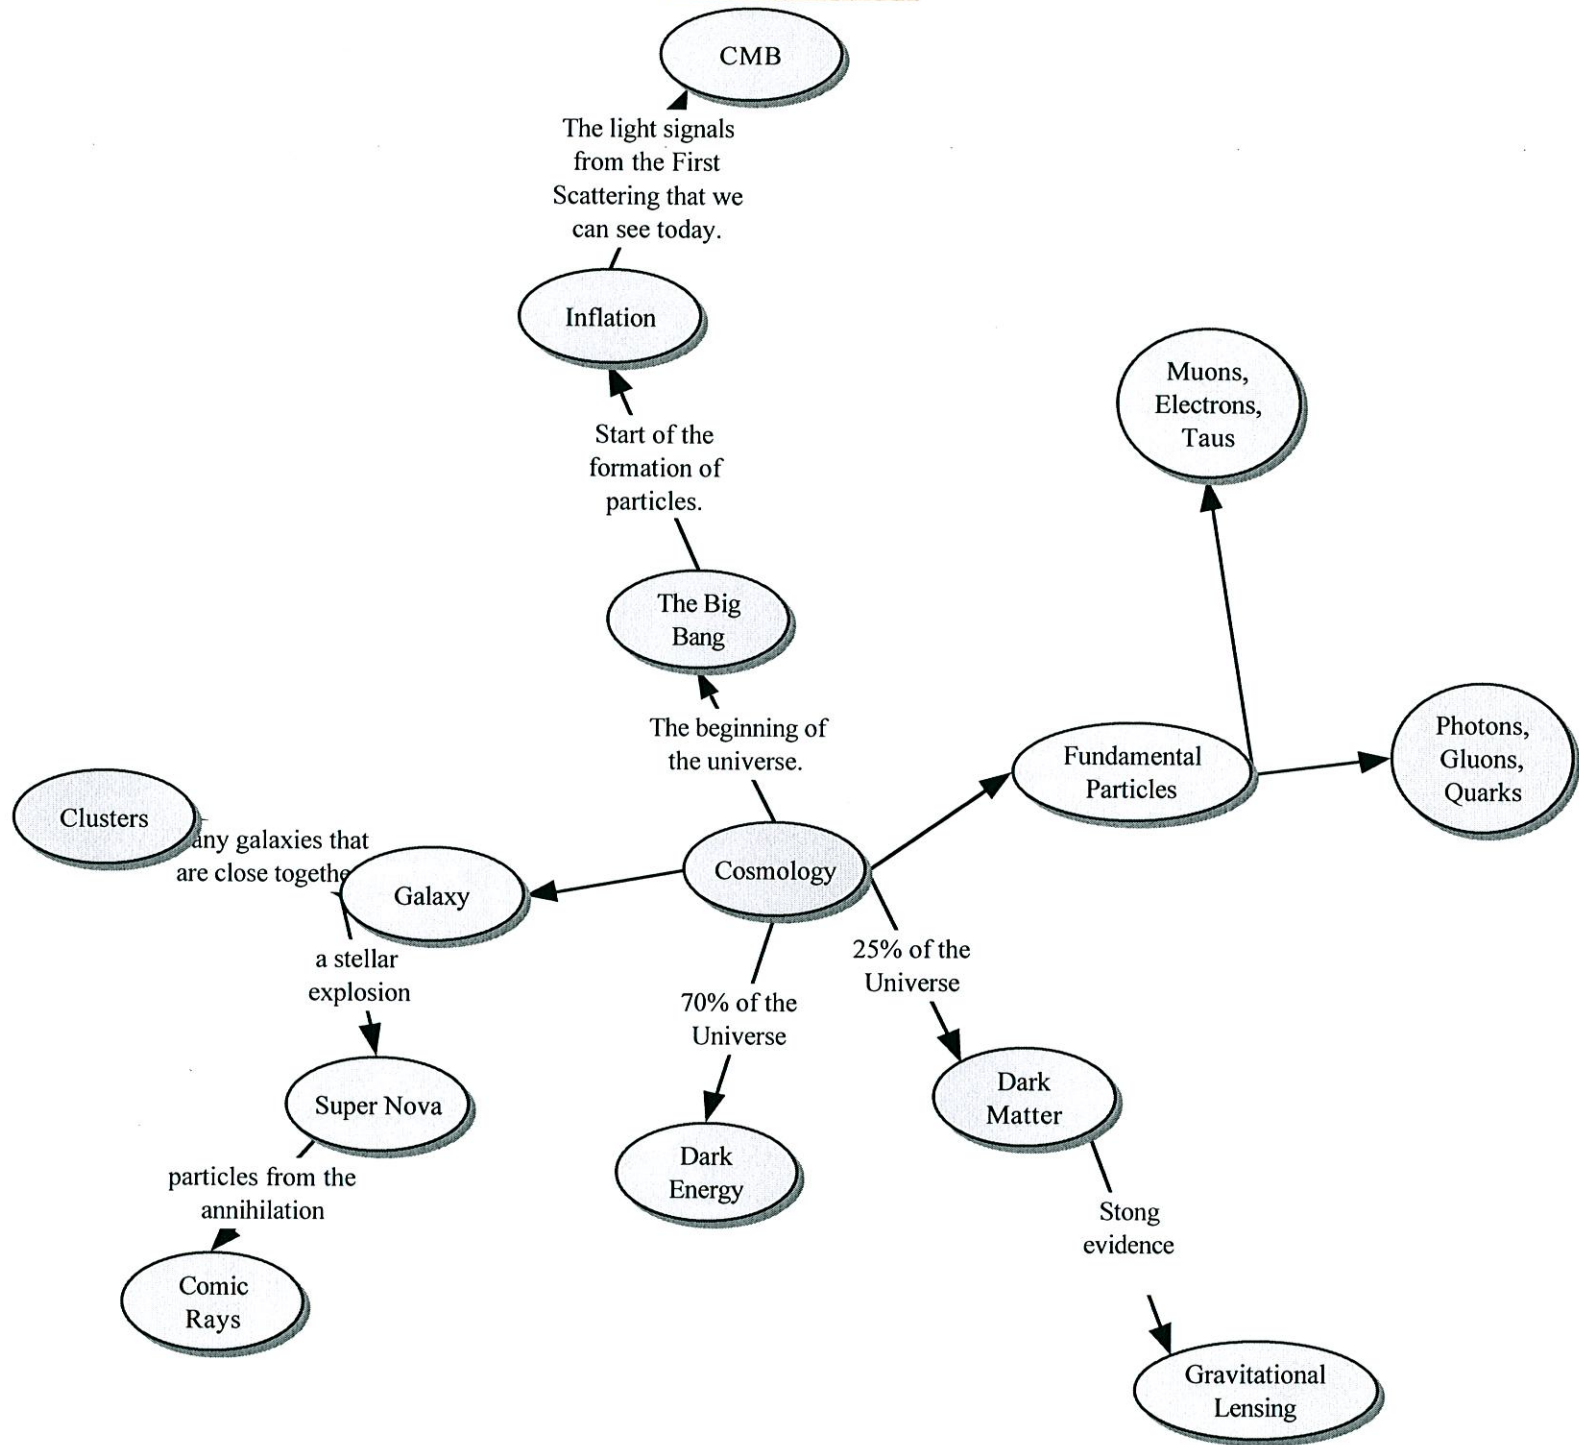 CMB
The light signals
from the First
Scattering that we
can see today.
Inflation
Start of the
formation of
particles.
The Big
Bang
The beginning of
the universe.
Muons,
Electrons,
Taus
Fundamental
Particles
Photons,
Gluons,
Quarks
Clusters
any galaxies that
are close togethe
Galaxy
Cosmology
a stellar
explosion
Super Nova
particles from the
annihilation
Comic
Rays
70% of the
Universe
Dark
Energy
25% of the
Universe
Dark
Matter
Stong
evidence
Gravitational
Lensing